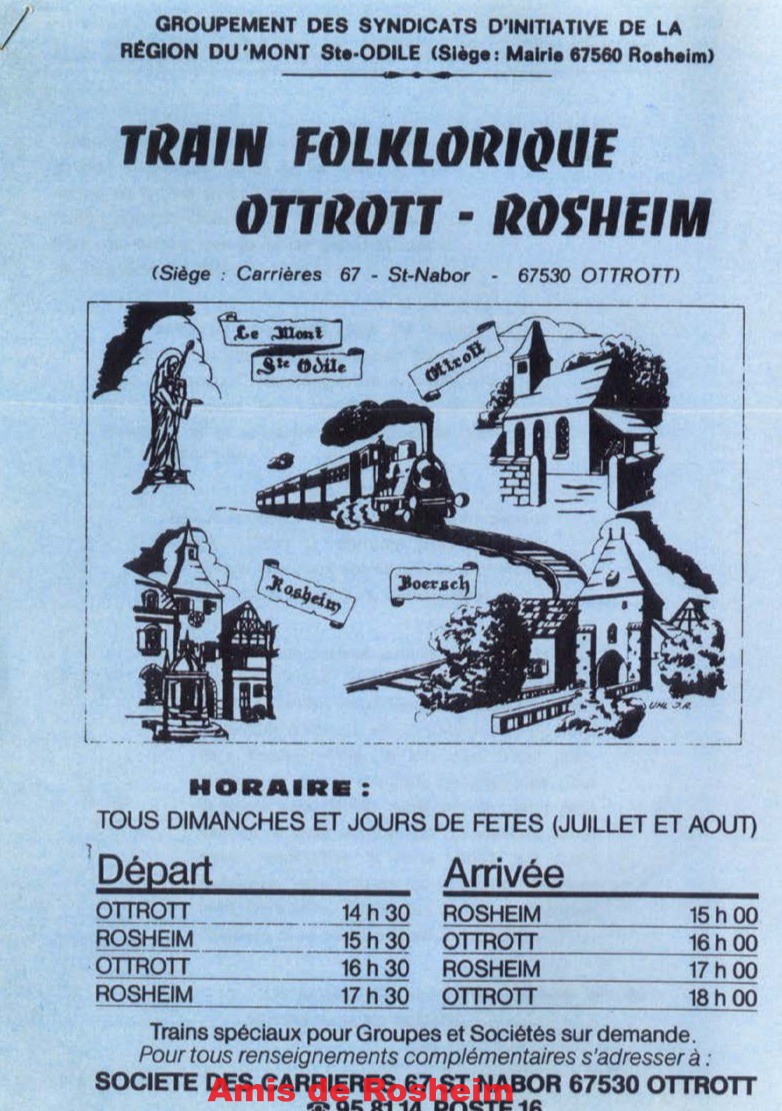 GROUPEMENT DES SYNDICATS D'INITIATIVE DE LA
RÉGION DU'MONT Ste-ODILE (Siège: Mairie 67560 Rosheim)
TRAIN FOLKLORIQUE
OTTROTT - ROSHEIM
(Siège : Carrières 67 - St-Nabor - 67530 OTTROTT)
Le Mont
Ste Odile
Ottrott
Rosheim
Boersch
UHL J.R.
HORAIRE :
TOUS DIMANCHES ET JOURS DE FETES (JUILLET ET AOUT)
Départ Arrivée
OTTROTT 14 h 30 ROSHEIM 15 h 00
ROSHEIM 15 h 30 OTTROTT 16 h 00
OTTROTT 16 h 30 ROSHEIM 17 h 00
ROSHEIM 17 h 30 OTTROTT 18 h 00
Trains spéciaux pour Groupes et Sociétés sur demande.
Pour tous renseignements complémentaires s'adresser à :
SOCIETE DES CARRIERES 67 ST-NABOR 67530 OTTROTT
Amis de Rosheim
☎ 95.81.14 POSTE 16